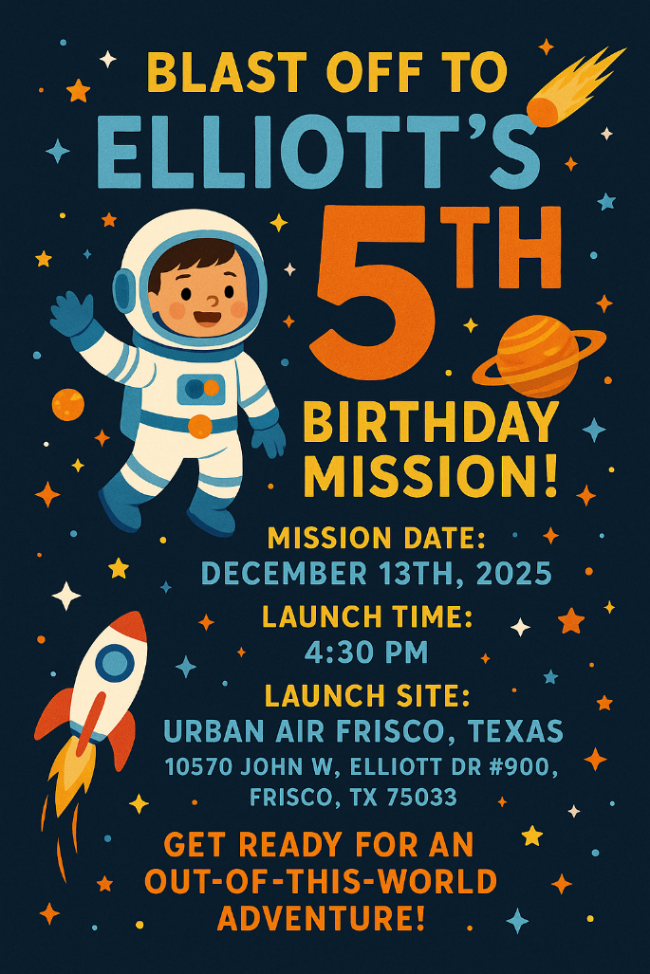 BLAST OFF TO
ELLIOTT'S
5TH
BIRTHDAY
MISSION!
MISSION DATE:
DECEMBER 13TH, 2025
LAUNCH TIME:
4:30 PM
LAUNCH SITE:
URBAN AIR FRISCO, TEXAS
10570 JOHN W, ELLIOTT DR #900,
FRISCO, TX 75033
GET READY FOR AN
OUT-OF-THIS-WORLD
ADVENTURE!